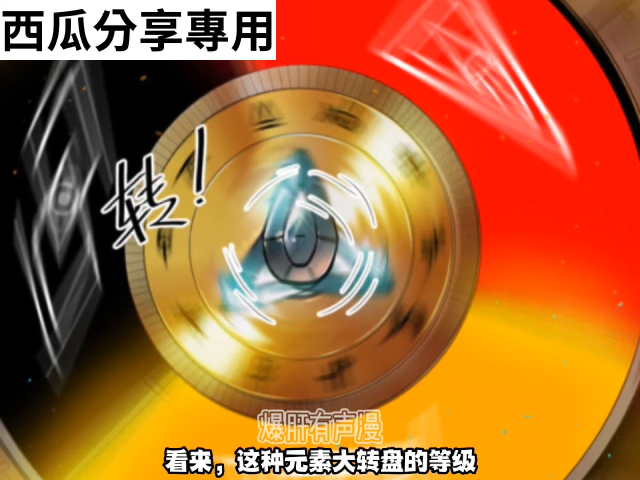 西瓜分享專用
转！
爆肝有声漫
看来，这种元素大转盘的等级